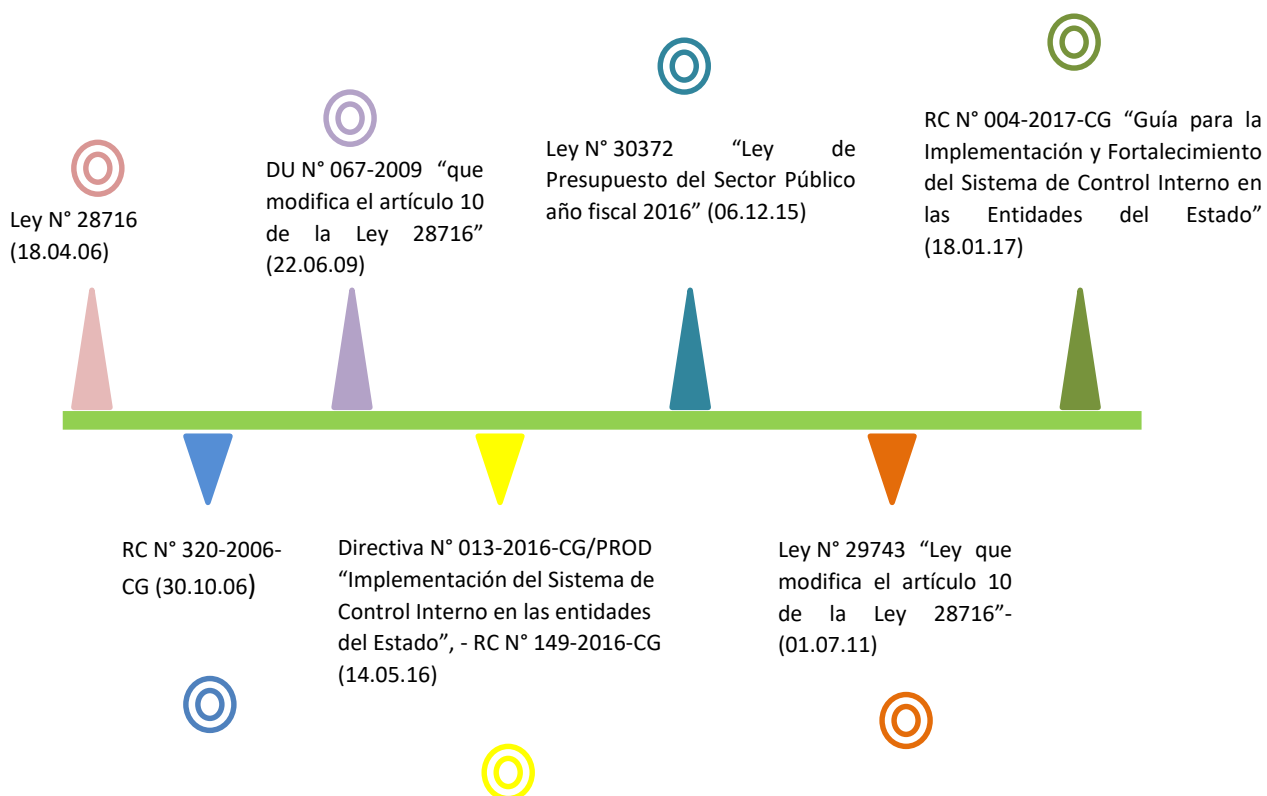 Ley N° 28716
(18.04.06)
DU N° 067-2009 “que
modifica el artículo 10
de la Ley 28716”
(22.06.09)
Ley N° 30372 “Ley de
Presupuesto del Sector Público
año fiscal 2016” (06.12.15)
RC N° 004-2017-CG “Guía para la
Implementación y Fortalecimiento
del Sistema de Control Interno en
las Entidades del Estado”
(18.01.17)
RC N° 320-2006-
CG (30.10.06)
Directiva N° 013-2016-CG/PROD
“Implementación del Sistema de
Control Interno en las entidades
del Estado”, - RC N° 149-2016-CG
(14.05.16)
Ley N° 29743 “Ley que
modifica el artículo 10
de la Ley 28716”-
(01.07.11)